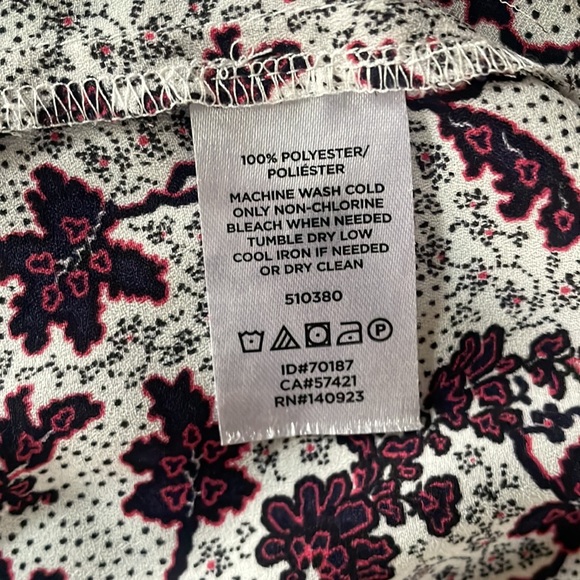 100% POLYESTER/
POLIÉSTER
MACHINE WASH COLD
ONLY NON-CHLORINE
BLEACH WHEN NEEDED
TUMBLE DRY LOW
COOL IRON IF NEEDED
OR DRY CLEAN
510380
P
ID#70187
CA#57421
RN#140923